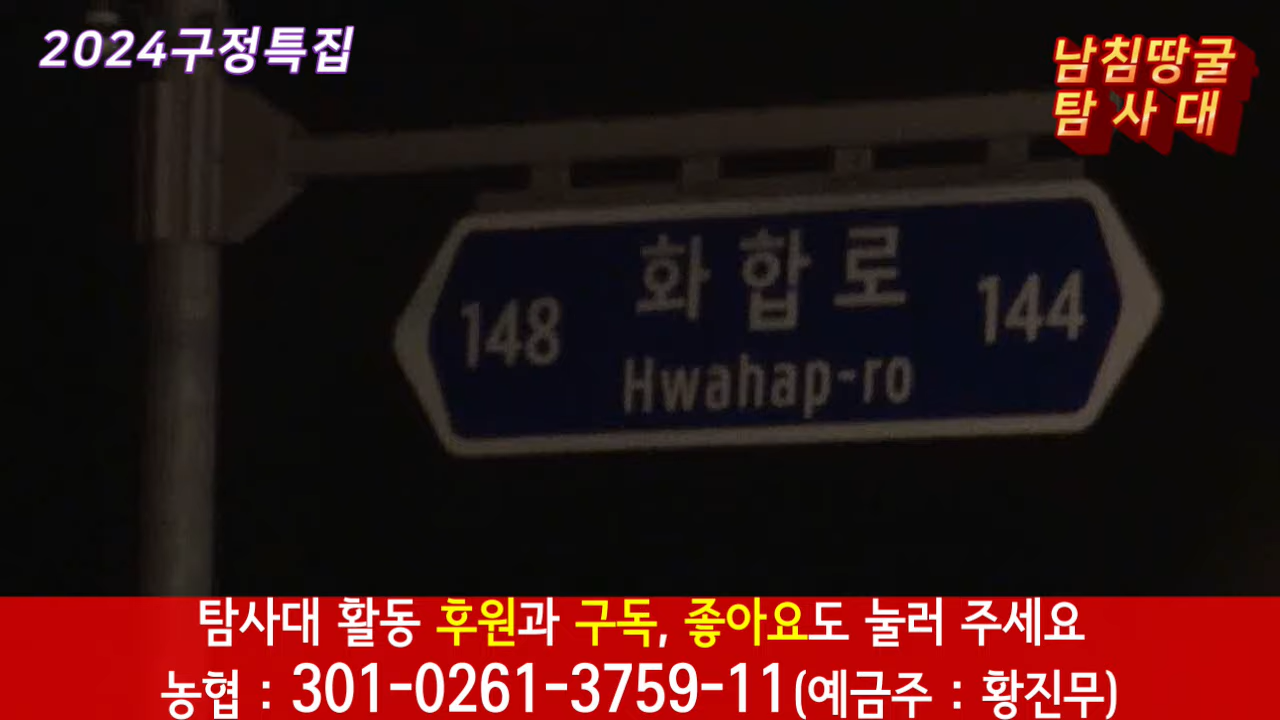 2024구정특집
남침땅굴
탐사대
화합로
148
144
Hwahap-ro
탐사대 활동 후원과 구독, 좋아요도 눌러 주세요
농협 : 301-0261-3759-11(예금주 : 황진무)